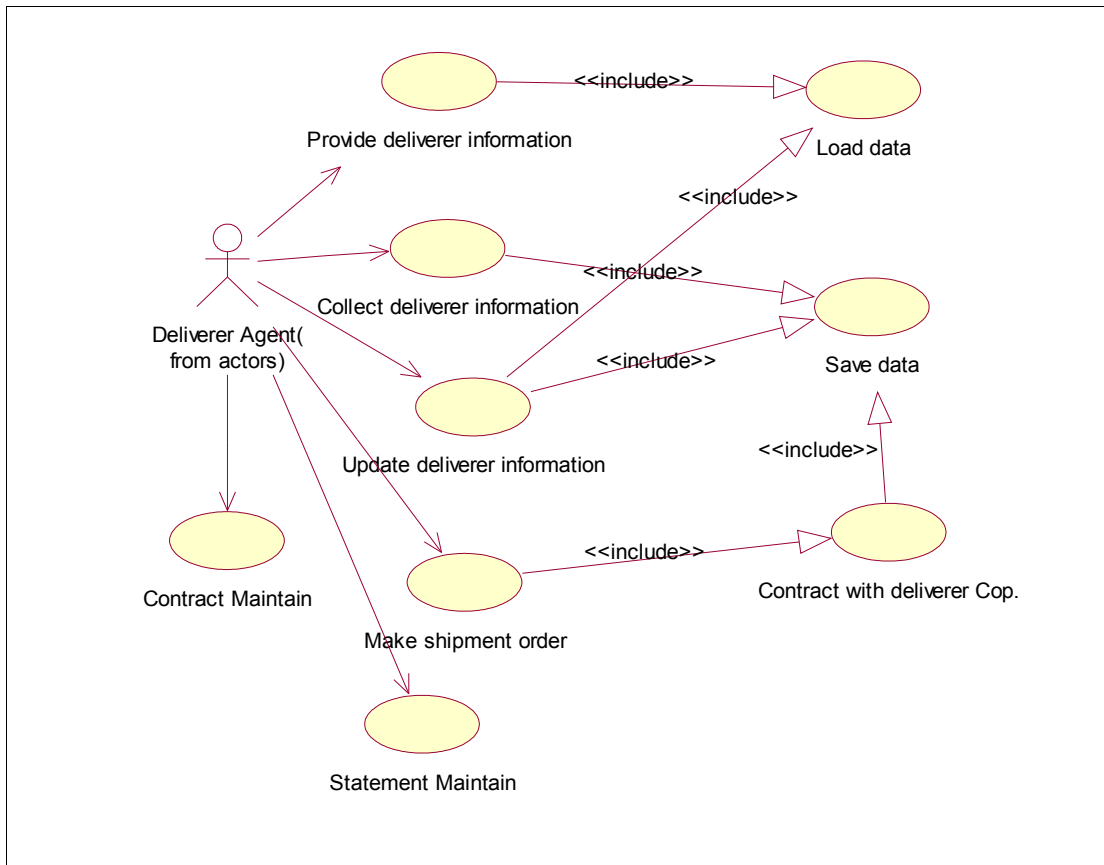 <<include>>
Provide deliverer information
Load data
<<include>>
<<include>>
Collect deliverer information
Deliverer Agent(
from actors)
<<include>>
Save data
Update deliverer information
<<include>>
<<include>>
Contract Maintain
Contract with deliverer Cop.
Make shipment order
Statement Maintain